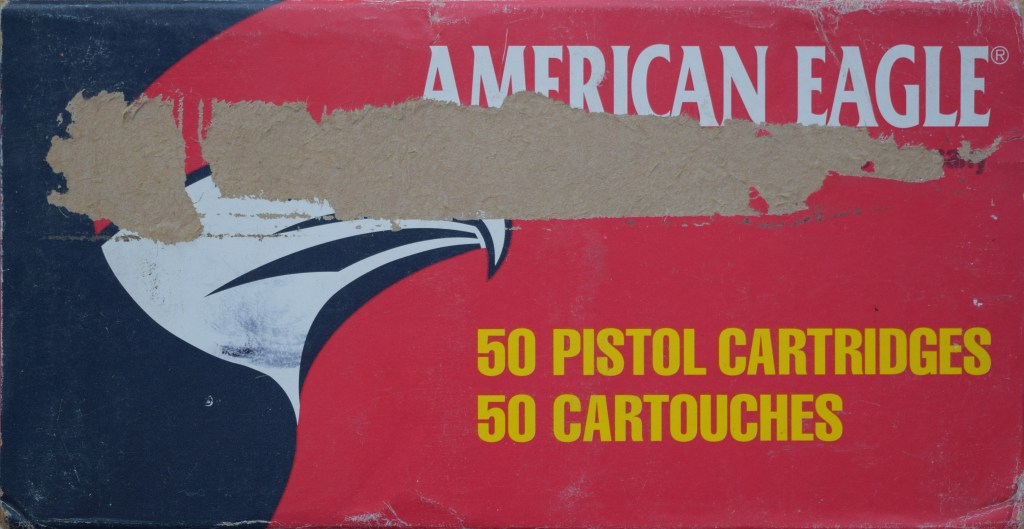 AMERICAN EAGLE®
50 PISTOL CARTRIDGES
50 CARTOUCHES